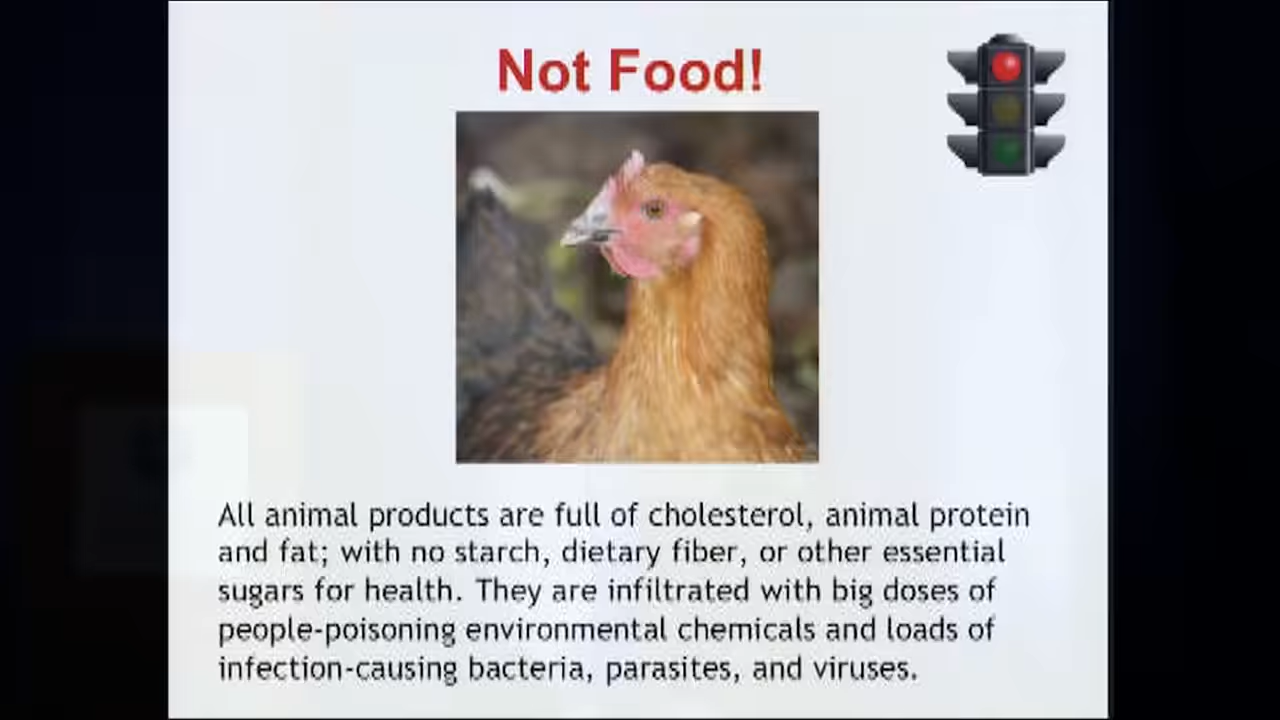 Not Food!
All animal products are full of cholesterol, animal protein
and fat; with no starch, dietary fiber, or other essential
sugars for health. They are infiltrated with big doses of
people-poisoning environmental chemicals and loads of
infection-causing bacteria, parasites, and viruses.